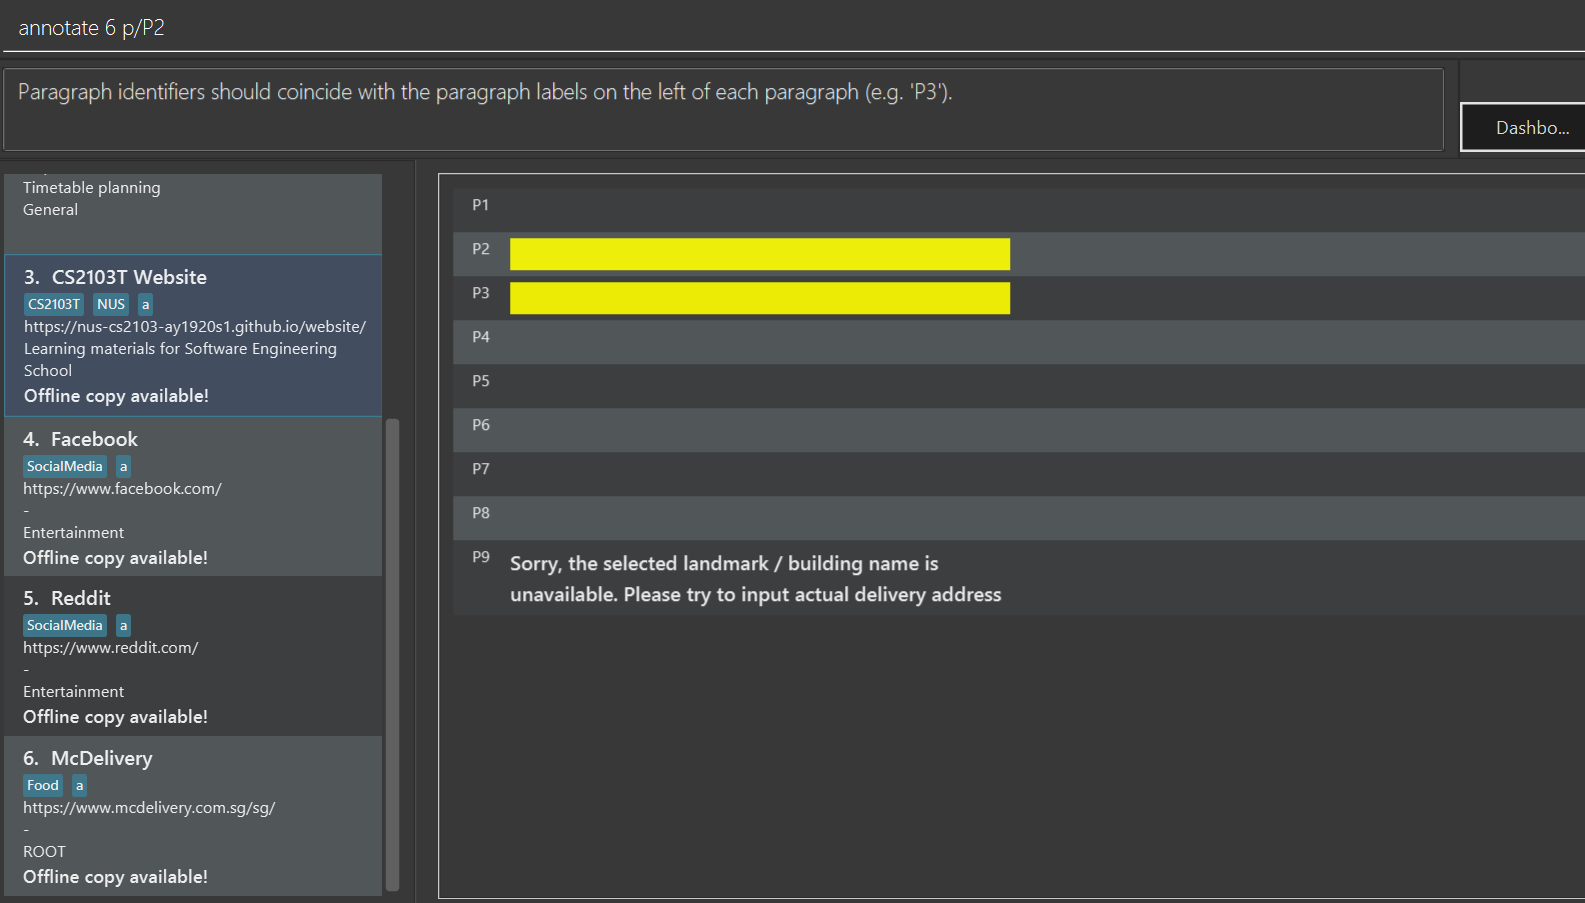 annotate 6 p/P2
Paragraph identifiers should coincide with the paragraph labels on the left of each paragraph (e.g. 'P3').
Dashbo...
Timetable planning
General
3. CS2103T Website
CS2103T NUS a
https://nus-cs2103-ay1920s1.github.io/website/
Learning materials for Software Engineering
School
Offline copy available!
4. Facebook
SocialMedia a
https://www.facebook.com/
-
Entertainment
Offline copy available!
5. Reddit
SocialMedia a
https://www.reddit.com/
-
Entertainment
Offline copy available!
6. McDelivery
Food a
https://www.mcdelivery.com.sg/sg/
-
ROOT
Offline copy available!
P1
P2
P3
P4
P5
P6
P7
P8
P9 Sorry, the selected landmark / building name is
unavailable. Please try to input actual delivery address